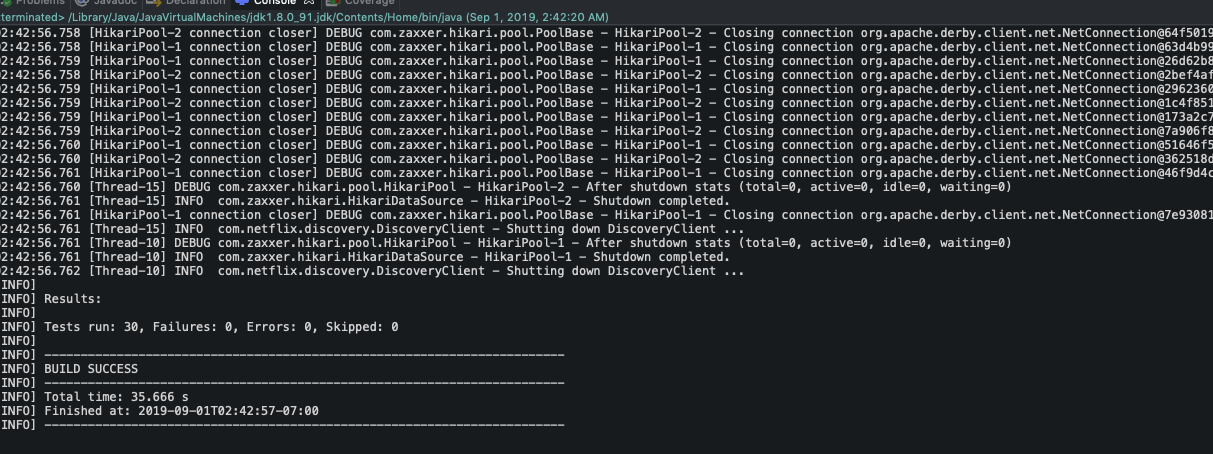 Problems @ Javadoc Declaration Console Coverage
terminated> /Library/Java/JavaVirtualMachines/jdk1.8.0_91.jdk/Contents/Home/bin/java (Sep 1, 2019, 2:42:20 AM)
02:42:56.758 [HikariPool-2 connection closer] DEBUG com.zaxxer.hikari.pool.PoolBase - HikariPool-2 - Closing connection org.apache.derby.client.net.NetConnection@64f5019
02:42:56.758 [HikariPool-1 connection closer] DEBUG com.zaxxer.hikari.pool.PoolBase - HikariPool-1 - Closing connection org.apache.derby.client.net.NetConnection@63d4b99
02:42:56.759 [HikariPool-1 connection closer] DEBUG com.zaxxer.hikari.pool.PoolBase - HikariPool-1 - Closing connection org.apache.derby.client.net.NetConnection@26d62b8
02:42:56.758 [HikariPool-2 connection closer] DEBUG com.zaxxer.hikari.pool.PoolBase - HikariPool-2 - Closing connection org.apache.derby.client.net.NetConnection@2bef4af
02:42:56.759 [HikariPool-1 connection closer] DEBUG com.zaxxer.hikari.pool.PoolBase - HikariPool-1 - Closing connection org.apache.derby.client.net.NetConnection@2962360
02:42:56.759 [HikariPool-2 connection closer] DEBUG com.zaxxer.hikari.pool.PoolBase - HikariPool-2 - Closing connection org.apache.derby.client.net.NetConnection@1c4f851
02:42:56.759 [HikariPool-1 connection closer] DEBUG com.zaxxer.hikari.pool.PoolBase - HikariPool-1 - Closing connection org.apache.derby.client.net.NetConnection@173a2c7
02:42:56.759 [HikariPool-2 connection closer] DEBUG com.zaxxer.hikari.pool.PoolBase - HikariPool-2 - Closing connection org.apache.derby.client.net.NetConnection@7a906f8
02:42:56.760 [HikariPool-1 connection closer] DEBUG com.zaxxer.hikari.pool.PoolBase - HikariPool-1 - Closing connection org.apache.derby.client.net.NetConnection@51646f5
02:42:56.760 [HikariPool-2 connection closer] DEBUG com.zaxxer.hikari.pool.PoolBase - HikariPool-2 - Closing connection org.apache.derby.client.net.NetConnection@362518d
02:42:56.761 [HikariPool-1 connection closer] DEBUG com.zaxxer.hikari.pool.PoolBase - HikariPool-1 - Closing connection org.apache.derby.client.net.NetConnection@46f9d4c
02:42:56.760 [Thread-15] DEBUG com.zaxxer.hikari.pool.HikariPool - HikariPool-2 - After shutdown stats (total=0, active=0, idle=0, waiting=0)
02:42:56.761 [Thread-15] INFO  com.zaxxer.hikari.HikariDataSource - HikariPool-2 - Shutdown completed.
02:42:56.761 [HikariPool-1 connection closer] DEBUG com.zaxxer.hikari.pool.PoolBase - HikariPool-1 - Closing connection org.apache.derby.client.net.NetConnection@7e93081
02:42:56.761 [Thread-15] INFO  com.netflix.discovery.DiscoveryClient - Shutting down DiscoveryClient ...
02:42:56.761 [Thread-10] DEBUG com.zaxxer.hikari.pool.HikariPool - HikariPool-1 - After shutdown stats (total=0, active=0, idle=0, waiting=0)
02:42:56.761 [Thread-10] INFO  com.zaxxer.hikari.HikariDataSource - HikariPool-1 - Shutdown completed.
02:42:56.762 [Thread-10] INFO  com.netflix.discovery.DiscoveryClient - Shutting down DiscoveryClient ...
INFO]
INFO] Results:
INFO]
INFO] Tests run: 30, Failures: 0, Errors: 0, Skipped: 0
INFO]
INFO] ------------------------------------------------------------------------
INFO] BUILD SUCCESS
INFO] ------------------------------------------------------------------------
INFO] Total time: 35.666 s
INFO] Finished at: 2019-09-01T02:42:57-07:00
INFO] ------------------------------------------------------------------------